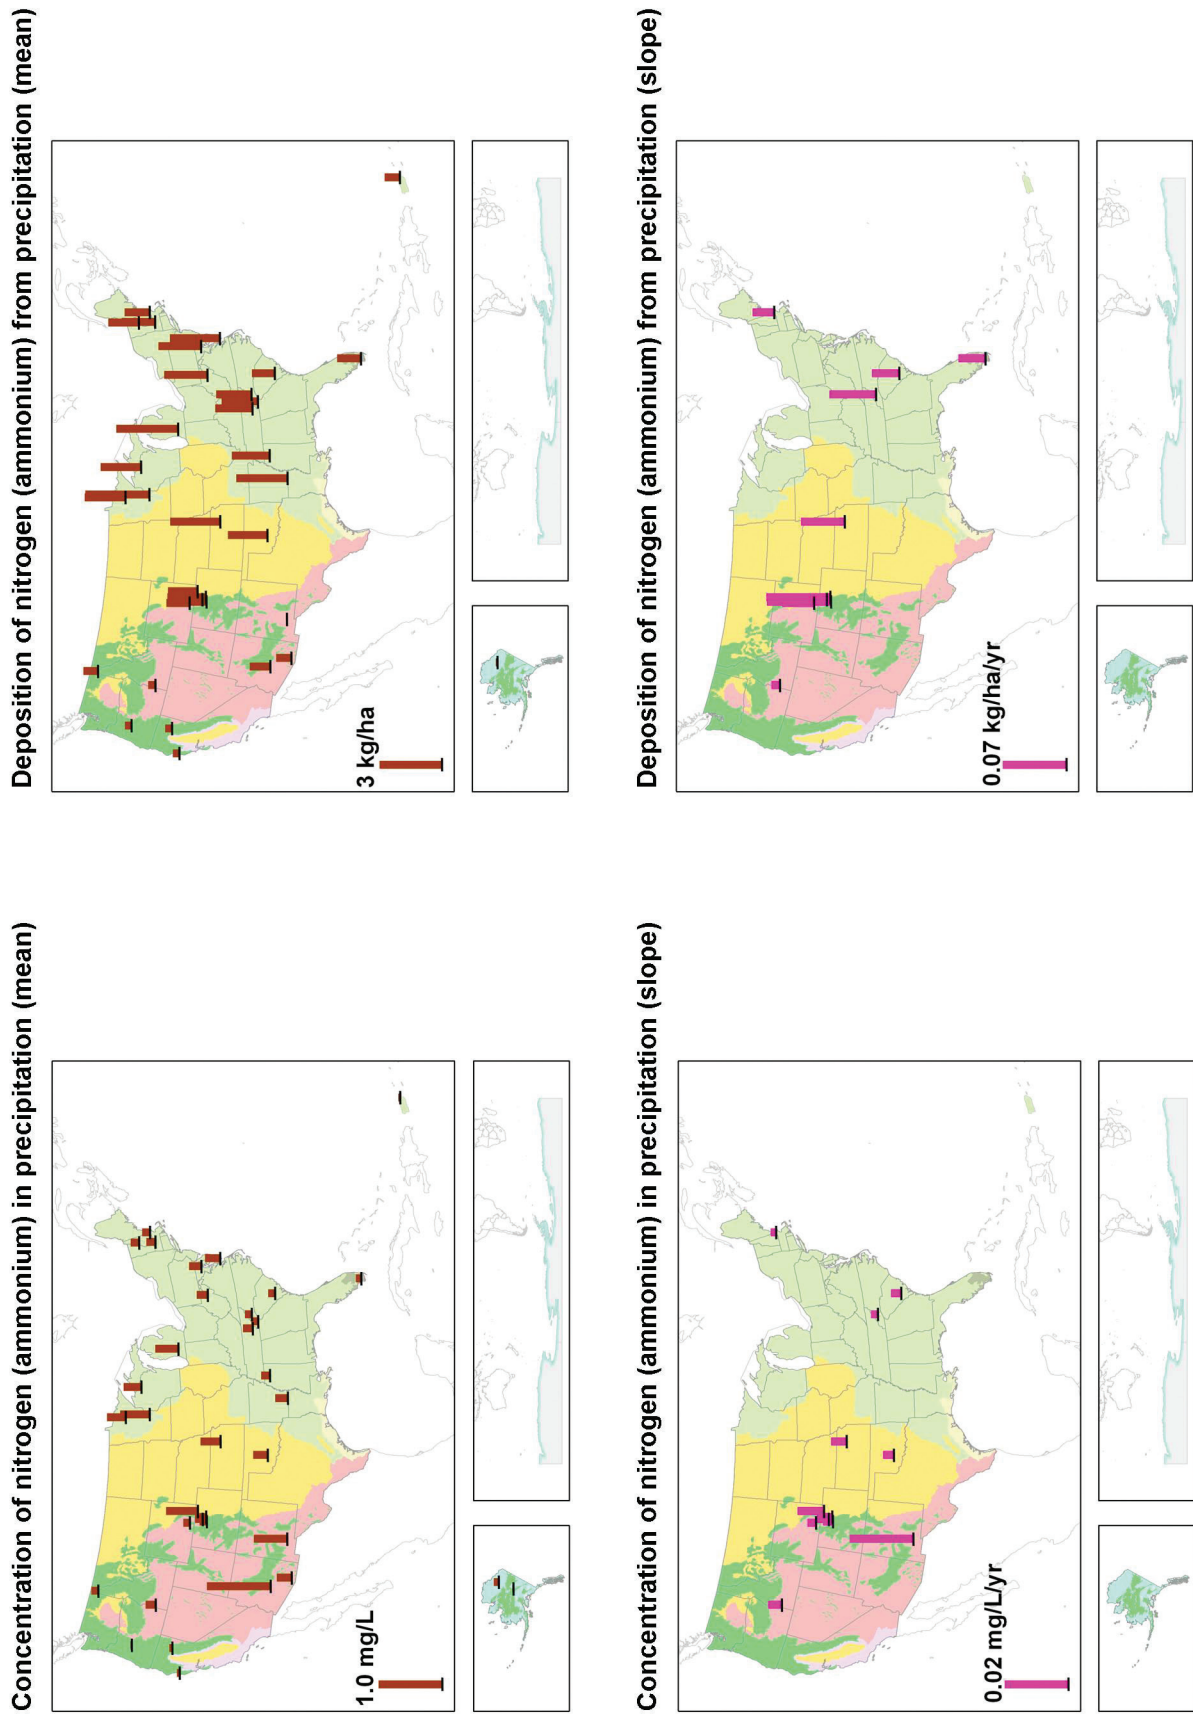 Concentration of nitrogen (ammonium) in precipitation (mean)
1.0 mg/L
Deposition of nitrogen (ammonium) from precipitation (mean)
3 kg/ha
Concentration of nitrogen (ammonium) in precipitation (slope)
0.02 mg/L/yr
Deposition of nitrogen (ammonium) from precipitation (slope)
0.07 kg/ha/yr